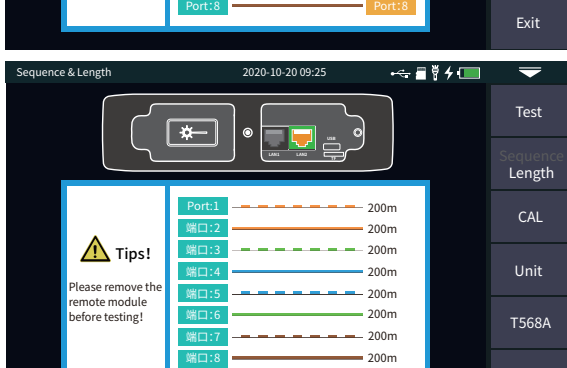 Port:8 Port:8
Exit
Sequence & Length 2020-10-20 09:25
Test
USB
LAN1 LAN2 TF
Sequence
Length
Port:1 200m
端口:2 200m
CAL
端口:3 200m
Tips!
端口:4 200m
Unit
Please remove the
remote module
before testing!
端口:5 200m
端口:6 200m
T568A
端口:7 200m
端口:8 200m